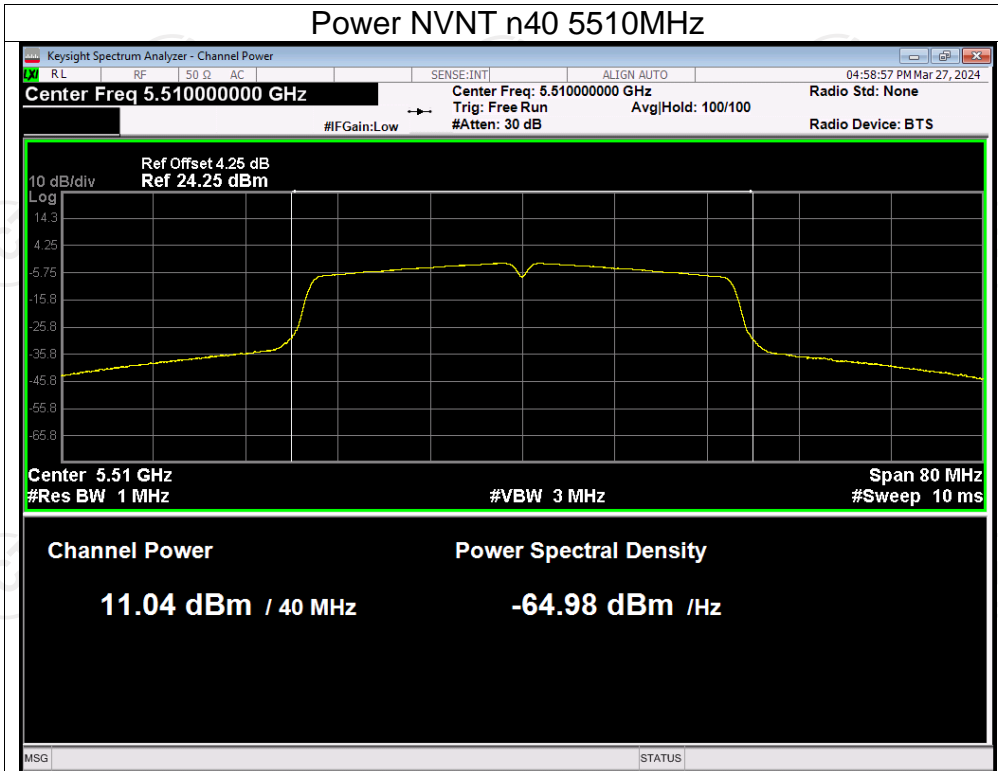 Power NVNT n40 5510MHz
Keysight Spectrum Analyzer - Channel Power
LXI RL RF 50 Ω AC SENSE:INT ALIGN AUTO 04:58:57 PM Mar 27, 2024
Center Freq 5.510000000 GHz Center Freq: 5.510000000 GHz Radio Std: None
Trig: Free Run Avg|Hold: 100/100
#IFGain:Low #Atten: 30 dB Radio Device: BTS
Ref Offset 4.25 dB
10 dB/div Ref 24.25 dBm
Log
14.3
4.25
-5.75
-15.8
-25.8
-35.8
-45.8
-55.8
-65.8
Center 5.51 GHz Span 80 MHz
#Res BW 1 MHz #VBW 3 MHz #Sweep 10 ms
Channel Power Power Spectral Density
11.04 dBm / 40 MHz -64.98 dBm /Hz
MSG STATUS